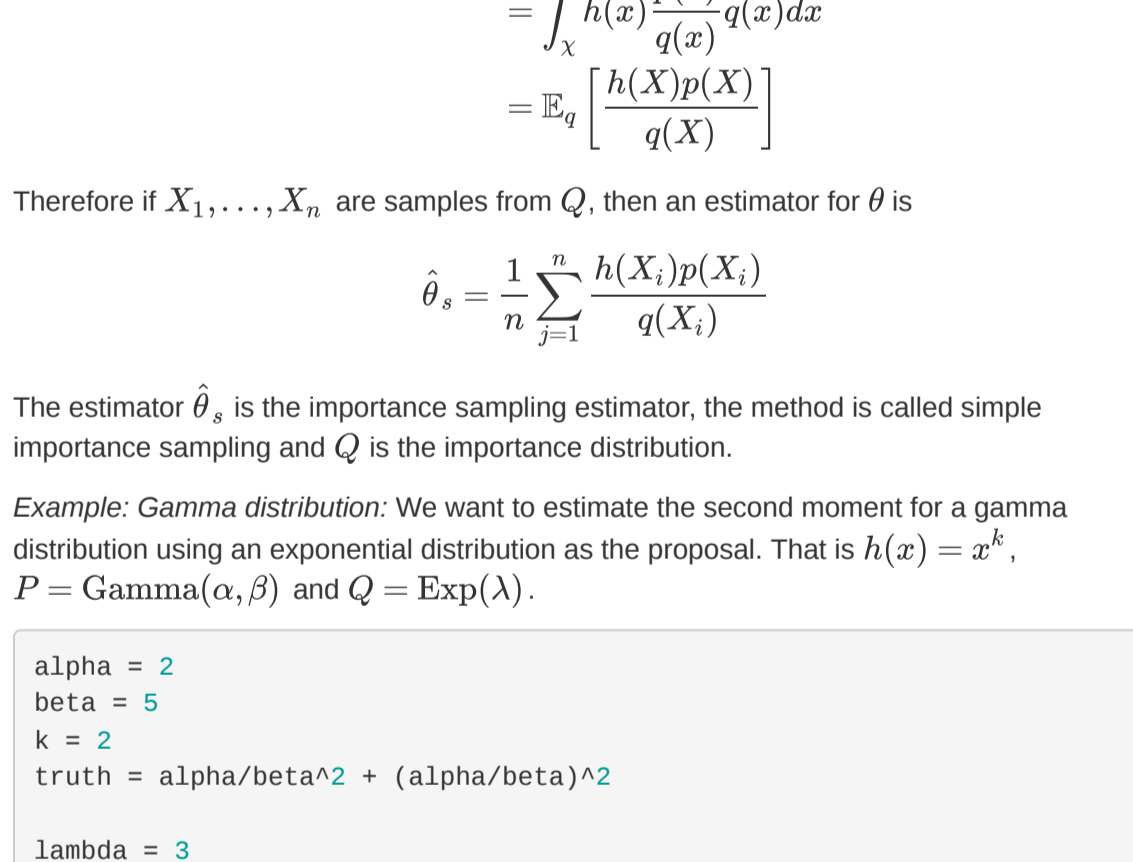 = ∫_χ h(x) / q(x) q(x)dx
= 𝔼_q [ h(X)p(X) / q(X) ]
Therefore if X_1, . . . , X_n are samples from Q, then an estimator for θ is
θ̂_s = 1/n ∑_{j=1}^{n} h(X_i)p(X_i) / q(X_i)
The estimator θ̂_s is the importance sampling estimator, the method is called simple
importance sampling and Q is the importance distribution.
Example: Gamma distribution: We want to estimate the second moment for a gamma
distribution using an exponential distribution as the proposal. That is h(x) = x^k,
P = Gamma(α, β) and Q = Exp(λ).
alpha = 2
beta = 5
k = 2
truth = alpha/beta^2 + (alpha/beta)^2
lambda = 3